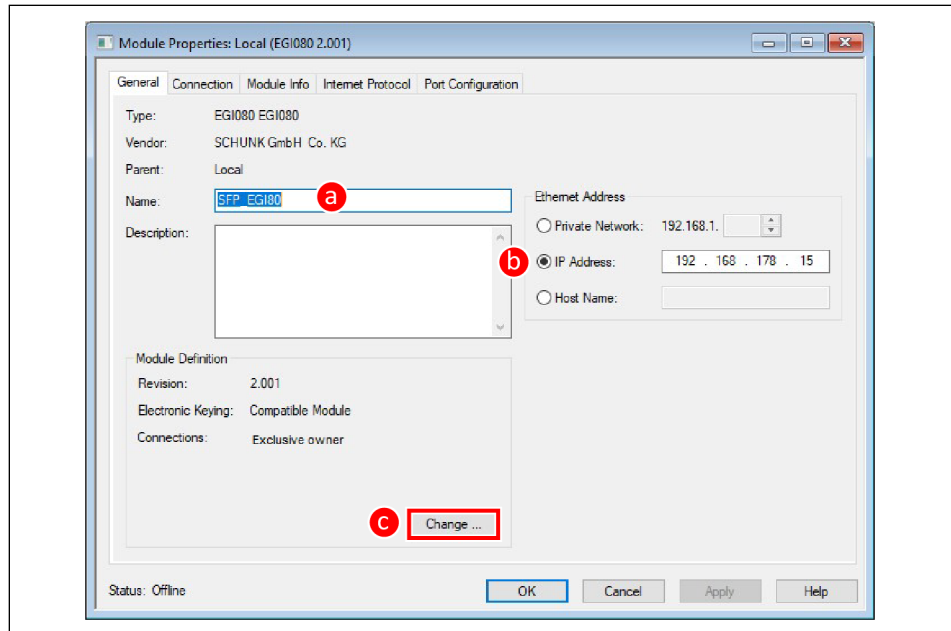 Module Properties: Local (EGI080 2.001)
General Connection Module Info Internet Protocol Port Configuration
Type: EGI080 EGI080
Vendor: SCHUNK GmbH Co. KG
Parent: Local
Name: SFP_EGI80 a
Description:
Ethernet Address
Private Network: 192.168.1.
b IP Address: 192 . 168 . 178 . 15
Host Name:
Module Definition
Revision: 2.001
Electronic Keying: Compatible Module
Connections: Exclusive owner
c Change ...
Status: Offline OK Cancel Apply Help